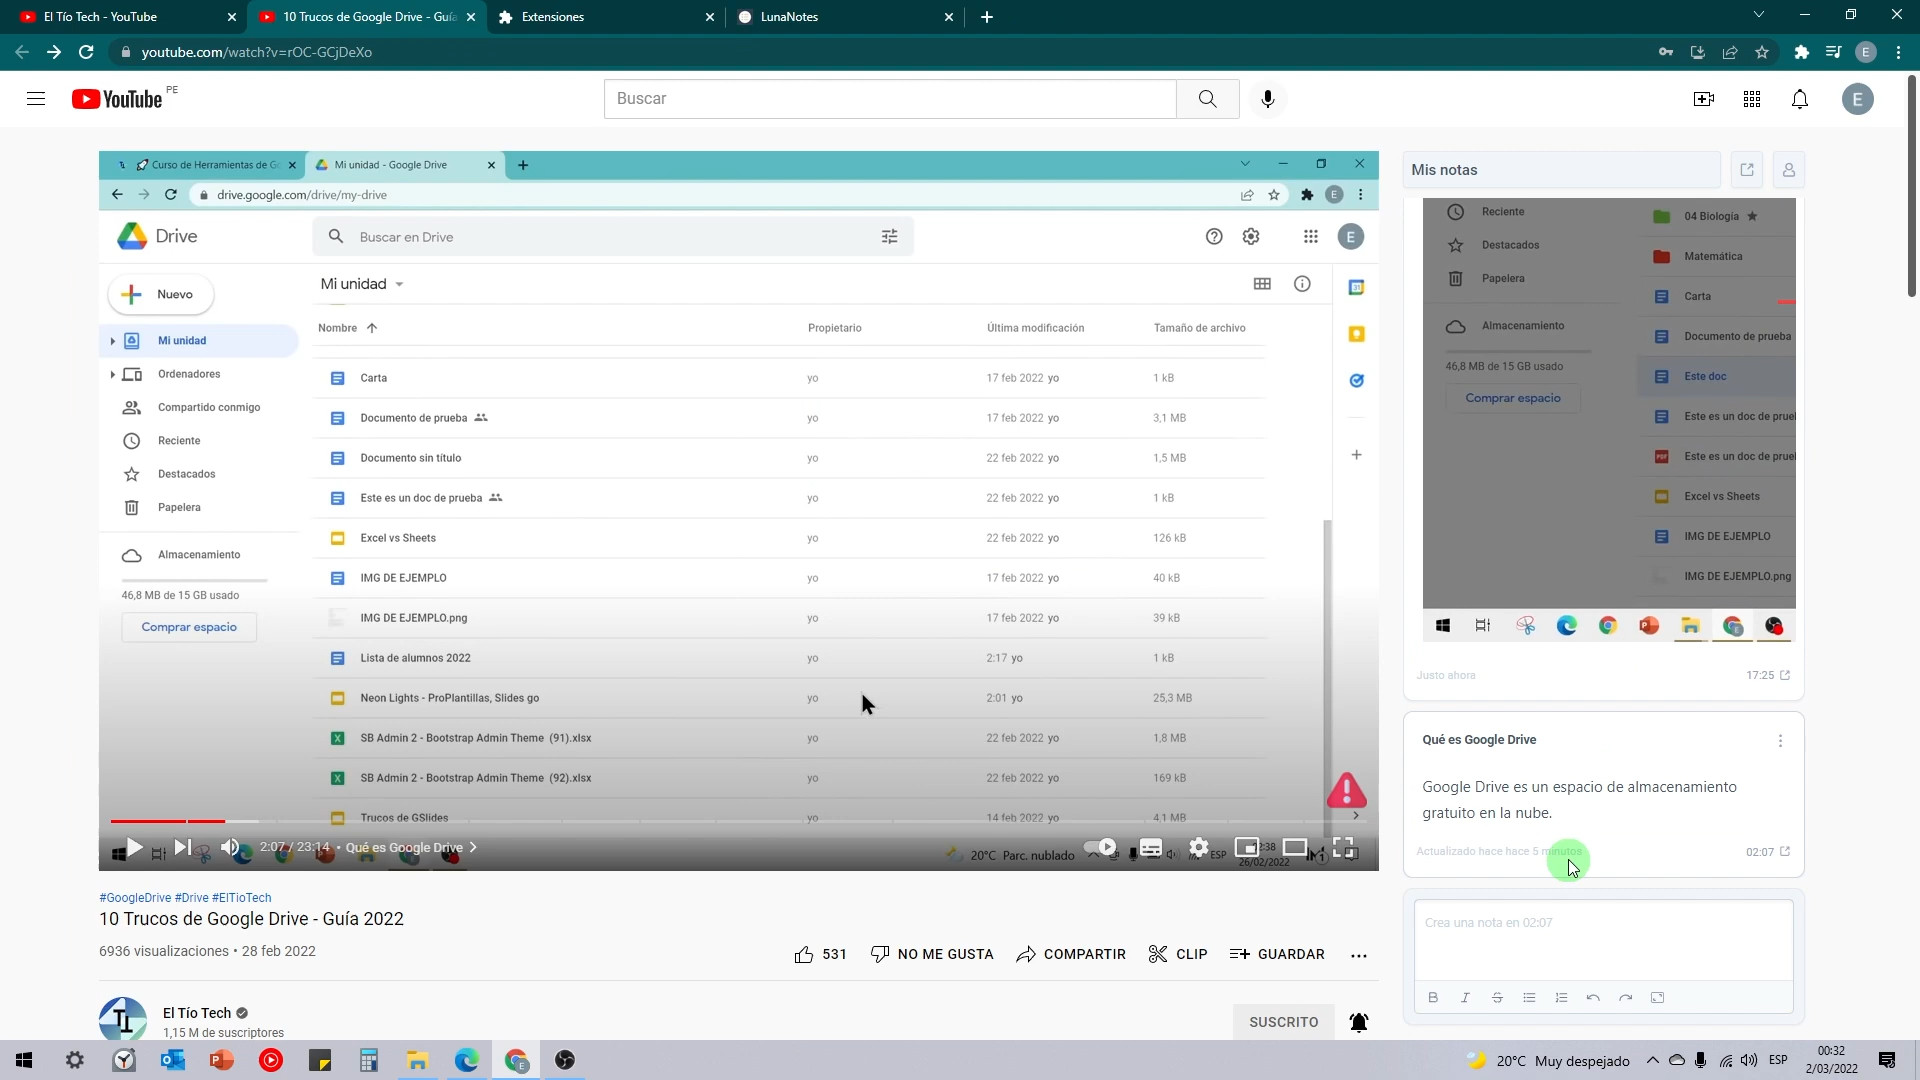 El Tío Tech - YouTube
10 Trucos de Google Drive - Guía
Extensiones
LunaNotes
youtube.com/watch?v=rOC-GCjDeXo
E
YouTube PE
Buscar
E
Curso de Herramientas de G
Mi unidad - Google Drive
drive.google.com/drive/my-drive
E
Drive
Buscar en Drive
E
Nuevo
Mi unidad
Mi unidad
Ordenadores
Compartido conmigo
Reciente
Destacados
Papelera
Almacenamiento
46,8 MB de 15 GB usado
Comprar espacio
Nombre Propietario Última modificación Tamaño de archivo
Carta yo 17 feb 2022 yo 1 kB
Documento de prueba yo 17 feb 2022 yo 3,1 MB
Documento sin título yo 22 feb 2022 yo 1,5 MB
Este es un doc de prueba yo 22 feb 2022 yo 1 kB
Excel vs Sheets yo 22 feb 2022 yo 126 kB
IMG DE EJEMPLO yo 17 feb 2022 yo 40 kB
IMG DE EJEMPLO.png yo 17 feb 2022 yo 39 kB
Lista de alumnos 2022 yo 2:17 yo 1 kB
Neon Lights - ProPlantillas, Slides go yo 2:01 yo 25,3 MB
SB Admin 2 - Bootstrap Admin Theme (91).xlsx yo 22 feb 2022 yo 1,8 MB
SB Admin 2 - Bootstrap Admin Theme (92).xlsx yo 22 feb 2022 yo 169 kB
Trucos de GSlides yo 14 feb 2022 yo 4,1 MB
2:07 / 23:14 • Qué es Google Drive
20°C Parc. nublado
ESP
26/02/2022
#GoogleDrive #Drive #ElTioTech
10 Trucos de Google Drive - Guía 2022
6936 visualizaciones • 28 feb 2022
531 NO ME GUSTA COMPARTIR CLIP GUARDAR
El Tío Tech
1,15 M de suscriptores
SUSCRITO
Mis notas
Reciente
Destacados
Papelera
Almacenamiento
46,8 MB de 15 GB usado
Comprar espacio
04 Biología
Matemática
Carta
Documento de prueba
Este doc
Este es un doc de prue
Este es un doc de prue
Excel vs Sheets
IMG DE EJEMPLO
IMG DE EJEMPLO.png
Justo ahora 17:25
Qué es Google Drive
Google Drive es un espacio de almacenamiento
gratuito en la nube.
Actualizado hace hace 5 minutos 02:07
Crea una nota en 02:07
20°C Muy despejado
ESP
00:32
2/03/2022